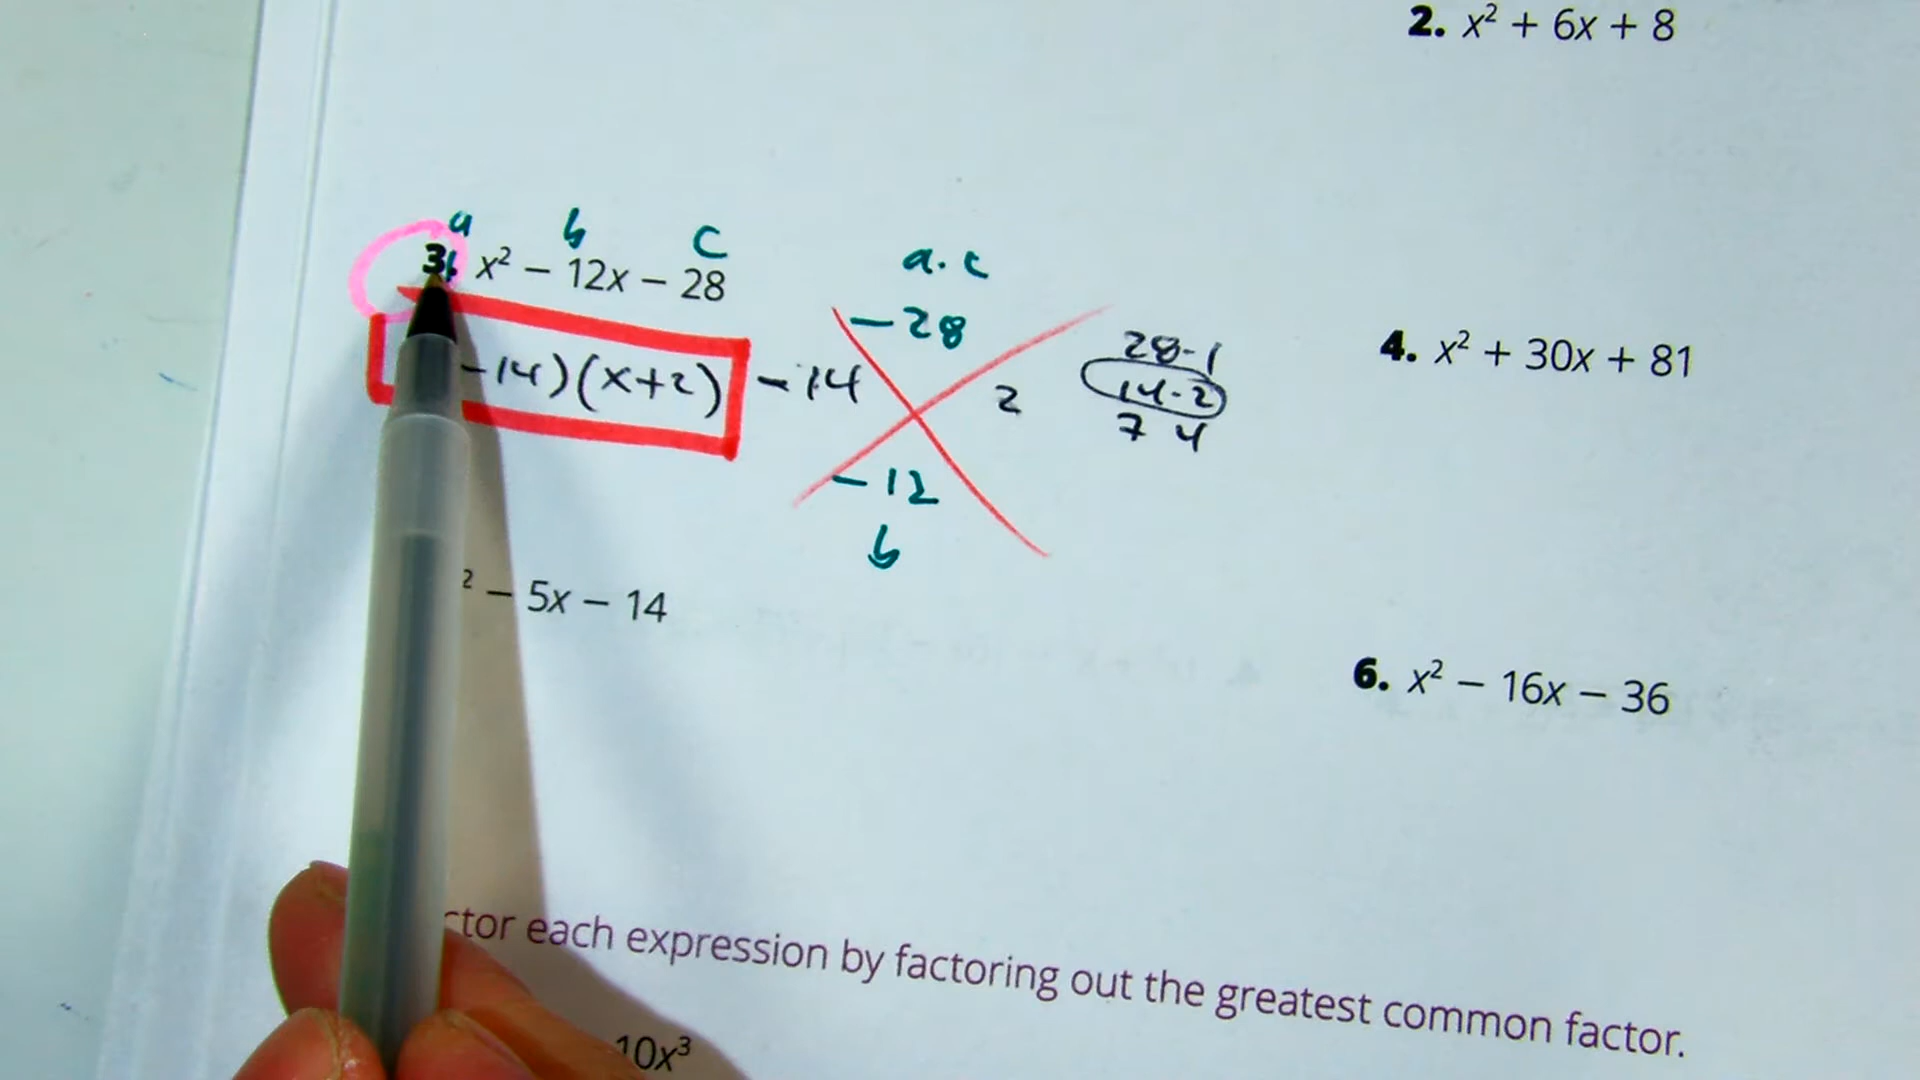 2. x² + 6x + 8
a b c
3. x² − 12x − 28
a · c
−28
28 - 1
-14)(x+2)
-14
2
14 - 2
7 4
-12
b
4. x² + 30x + 81
² − 5x − 14
6. x² − 16x − 36
ctor each expression by factoring out the greatest common factor.
10x³